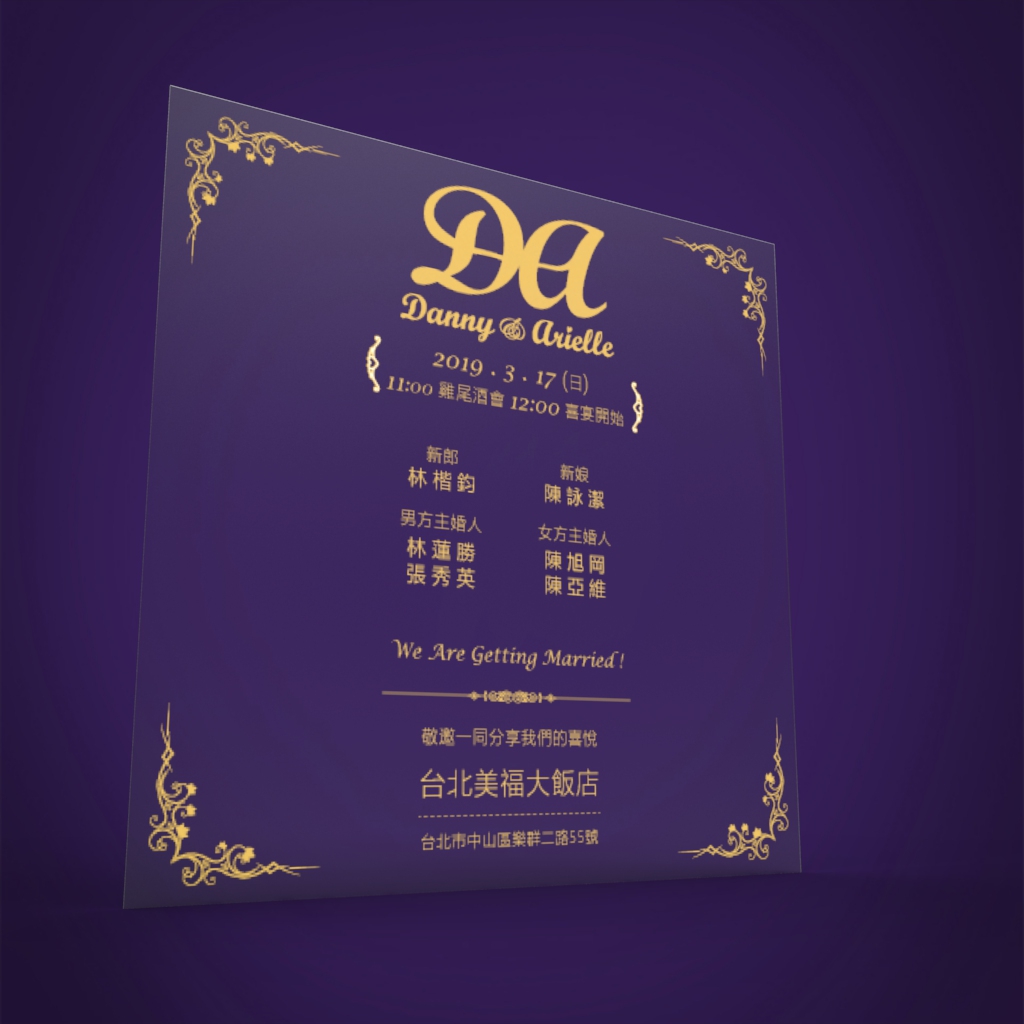 DA
Danny & Arielle
2019 . 3 . 17 (日)
11:00 雞尾酒會 12:00 喜宴開始
新郎
林楷鈞
新娘
陳詠潔
男方主婚人
林蓮勝
張秀英
女方主婚人
陳旭岡
陳亞維
We Are Getting Married!
敬邀一同分享我們的喜悅
台北美福大飯店
台北市中山區樂群二路55號